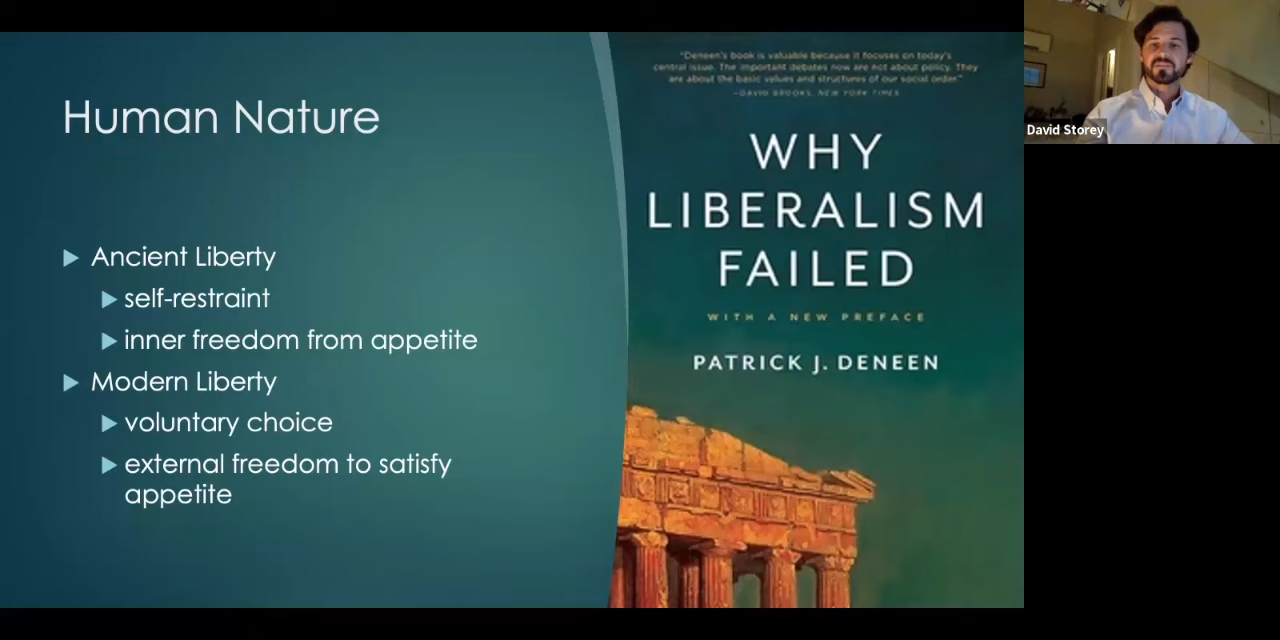 Human Nature
Ancient Liberty
self-restraint
inner freedom from appetite
Modern Liberty
voluntary choice
external freedom to satisfy
appetite
"Deneen's book is valuable because it focuses on today's
central issue. The important debates now are not about policy. They
are about the basic values and structures of our social order."
—DAVID BROOKS, NEW YORK TIMES
WHY
LIBERALISM
FAILED
WITH A NEW PREFACE
PATRICK J. DENEEN
David Storey